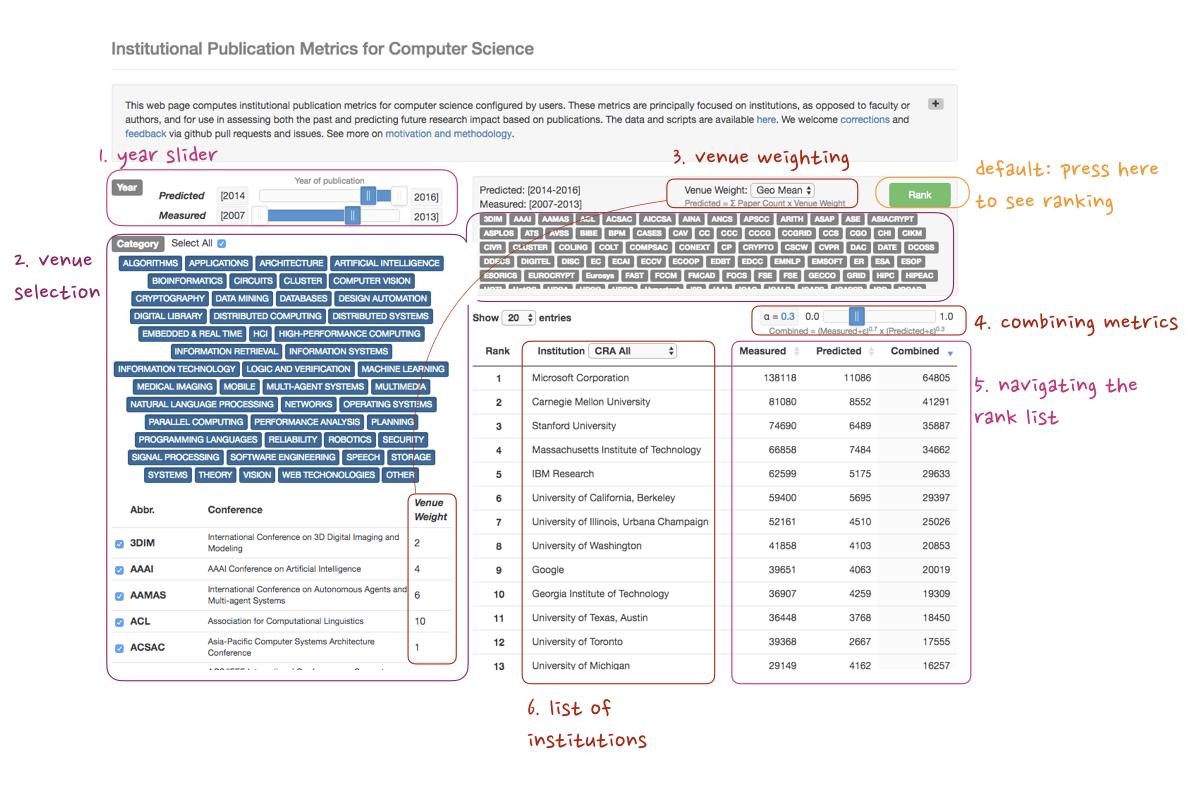 Institutional Publication Metrics for Computer Science
This web page computes institutional publication metrics for computer science configured by users. These metrics are principally focused on institutions, as opposed to faculty or
authors, and for use in assessing both the past and predicting future research impact based on publications. The data and scripts are available here. We welcome corrections and
feedback via github pull requests and issues. See more on motivation and methodology.
+
1. year slider
3. venue weighting
default: press here
to see ranking
Year
Year of publication
Predicted [2014 2016]
Measured [2007 2013]
Predicted: [2014-2016]
Measured: [2007-2013]
Venue Weight: Geo Mean
Predicted = Σ Paper Count x Venue Weight
Rank
2. venue
selection
Category Select All
ALGORITHMS APPLICATIONS ARCHITECTURE ARTIFICIAL INTELLIGENCE
BIOINFORMATICS CIRCUITS CLUSTER COMPUTER VISION
CRYPTOGRAPHY DATA MINING DATABASES DESIGN AUTOMATION
DIGITAL LIBRARY DISTRIBUTED COMPUTING DISTRIBUTED SYSTEMS
EMBEDDED & REAL TIME HCI HIGH-PERFORMANCE COMPUTING
INFORMATION RETRIEVAL INFORMATION SYSTEMS
INFORMATION TECHNOLOGY LOGIC AND VERIFICATION MACHINE LEARNING
MEDICAL IMAGING MOBILE MULTI-AGENT SYSTEMS MULTIMEDIA
NATURAL LANGUAGE PROCESSING NETWORKS OPERATING SYSTEMS
PARALLEL COMPUTING PERFORMANCE ANALYSIS PLANNING
PROGRAMMING LANGUAGES RELIABILITY ROBOTICS SECURITY
SIGNAL PROCESSING SOFTWARE ENGINEERING SPEECH STORAGE
SYSTEMS THEORY VISION WEB TECHONOLOGIES OTHER
Abbr. Conference Venue
Weight
3DIM International Conference on 3D Digital Imaging and
Modeling 2
AAAI AAAI Conference on Artificial Intelligence 4
AAMAS International Conference on Autonomous Agents and
Multi-agent Systems 6
ACL Association for Computational Linguistics 10
ACSAC Asia-Pacific Computer Systems Architecture
Conference 1
3DIM AAAI AAMAS ACL ACSAC AICCSA AINA ANCS APSCC ARITH ASAP ASE ASIACRYPT
ASPLOS ATS AVSS BIBE BPM CASES CAV CC CCC CCCG CCGRID CCS CGO CHI CIKM
CIVR CLUSTER COLING COLT COMPSAC CONEXT CP CRYPTO CSCW CVPR DAC DATE DCOSS
DDECS DIGITEL DISC EC ECAI ECCV ECOOP EDBT EDCC EMNLP EMSOFT ER ESA ESOP
ESORICS EUROCRYPT Eurosys FAST FCCM FMCAD FOCS FSE FSE GECCO GRID HIPC HiPEAC
Show 20 entries
α = 0.3 0.0 1.0
Combined = (Measured+ε)^0.7 x (Predicted+ε)^0.3
4. combining metrics
Rank Institution CRA All Measured Predicted Combined
1 Microsoft Corporation 138118 11086 64805
2 Carnegie Mellon University 81080 8552 41291
3 Stanford University 74690 6489 35887
4 Massachusetts Institute of Technology 66858 7484 34662
5 IBM Research 62599 5175 29633
6 University of California, Berkeley 59400 5695 29397
7 University of Illinois, Urbana Champaign 52161 4510 25026
8 University of Washington 41858 4103 20853
9 Google 39651 4063 20019
10 Georgia Institute of Technology 36907 4259 19309
11 University of Texas, Austin 36448 3768 18450
12 University of Toronto 39368 2667 17555
13 University of Michigan 29149 4162 16257
5. navigating the
rank list
6. list of
institutions